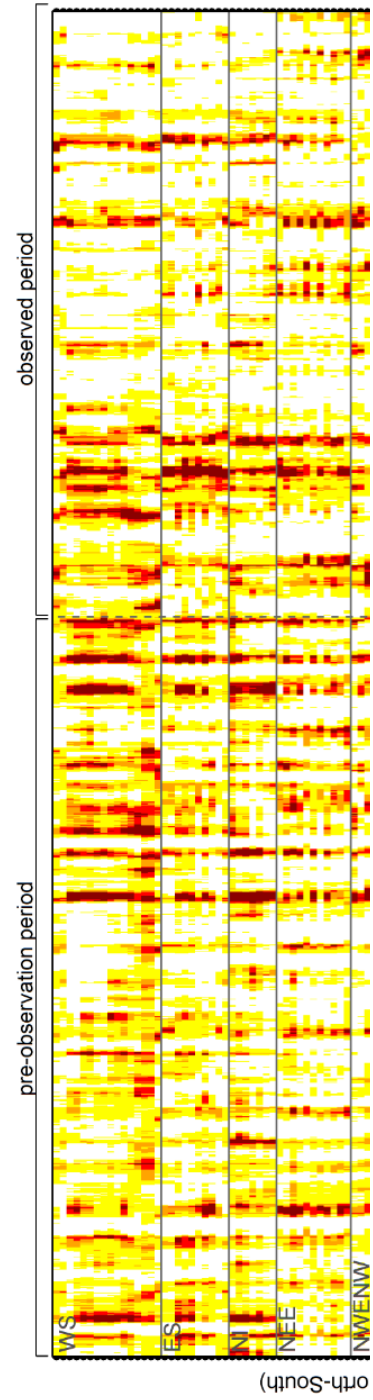 observed period
pre-observation period
WS
ES
NI
NEE
NWENW
orth-South)